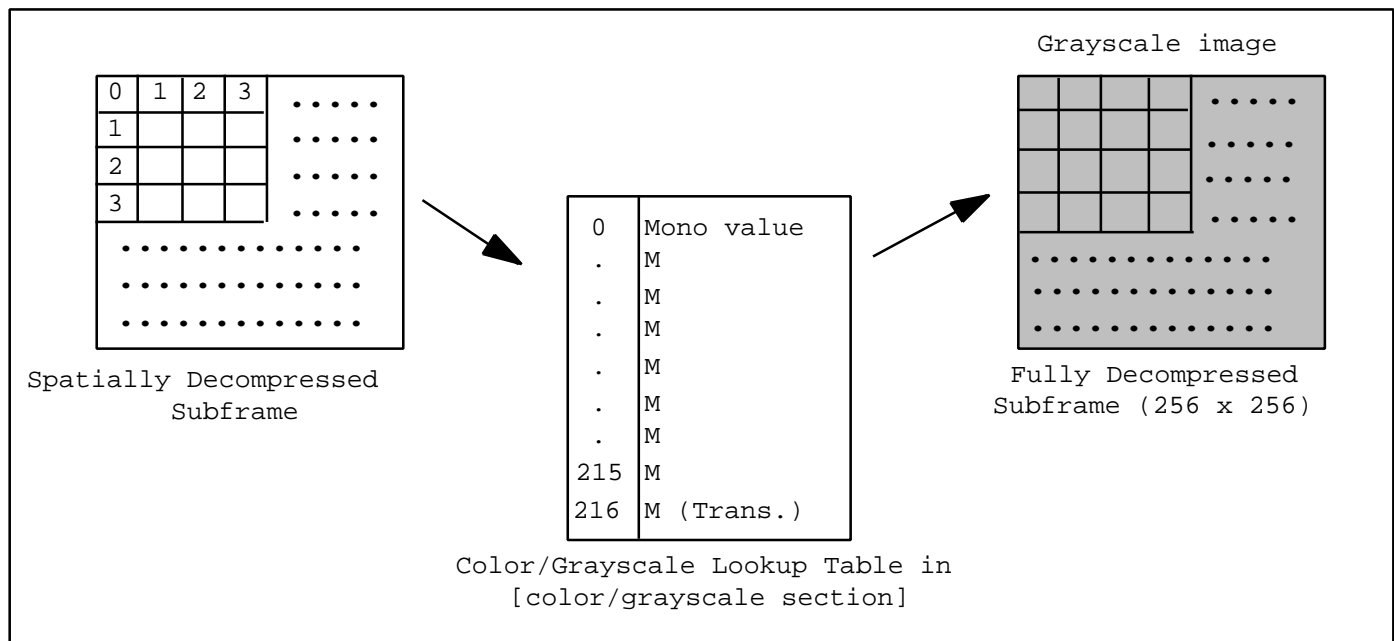 Grayscale image
0 1 2 3
1
2
3
Spatially Decompressed
Subframe
0 Mono value
. M
. M
. M
. M
. M
. M
215 M
216 M (Trans.)
Color/Grayscale Lookup Table in
[color/grayscale section]
Fully Decompressed
Subframe (256 x 256)